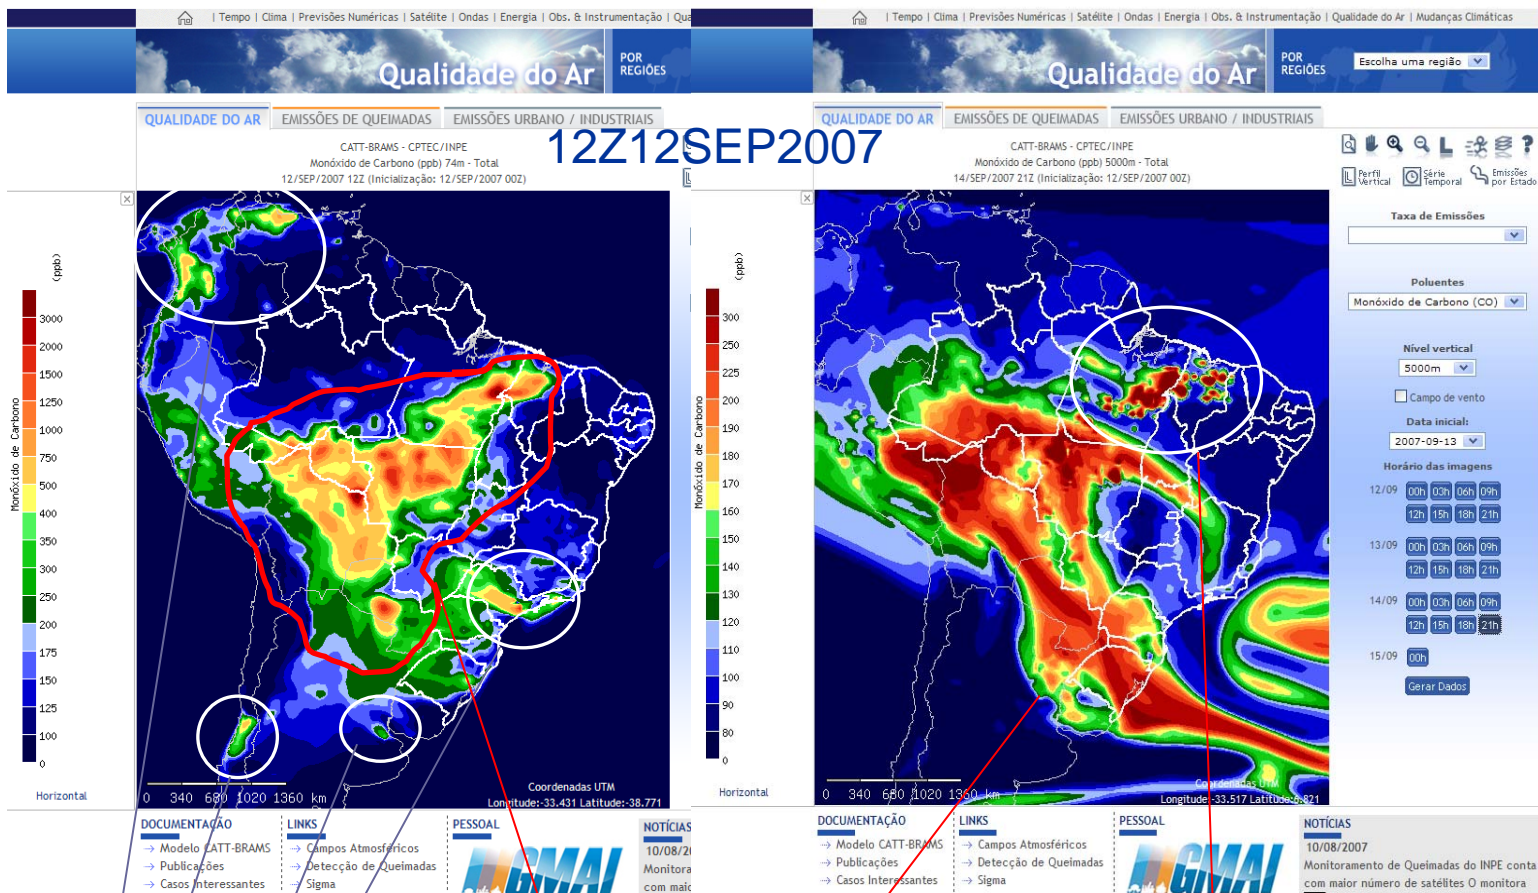 | Tempo | Clima | Previsões Numéricas | Satélite | Ondas | Energia | Obs. & Instrumentação | Qua
Qualidade do Ar
POR
REGIÕES
QUALIDADE DO AR
EMISSÕES DE QUEIMADAS
EMISSÕES URBANO / INDUSTRIAIS
12Z12SEP2007
CATT-BRAMS - CPTEC/INPE
Monóxido de Carbono (ppb) 74m - Total
12/SEP/2007 12Z (Inicialização: 12/SEP/2007 00Z)
(ppb)
Monóxido de Carbono
3000
2000
1500
1250
1000
750
500
400
350
300
250
200
175
150
125
100
0
Horizontal
0 340 680 1020 1360 km
Coordenadas UTM
Longitude:-33.431 Latitude:-38.771
DOCUMENTAÇÃO
→ Modelo CATT-BRAMS
→ Publicações
→ Casos Interessantes
LINKS
→ Campos Atmosféricos
→ Detecção de Queimadas
→ Sigma
PESSOAL
GMAI
NOTÍCIAS
10/08/2
Monitora
com maio
| Tempo | Clima | Previsões Numéricas | Satélite | Ondas | Energia | Obs. & Instrumentação | Qualidade do Ar | Mudanças Climáticas
Qualidade do Ar
POR
REGIÕES
Escolha uma região
QUALIDADE DO AR
EMISSÕES DE QUEIMADAS
EMISSÕES URBANO / INDUSTRIAIS
CATT-BRAMS - CPTEC/INPE
Monóxido de Carbono (ppb) 5000m - Total
14/SEP/2007 21Z (Inicialização: 12/SEP/2007 00Z)
(ppb)
Monóxido de Carbono
300
250
225
200
190
180
170
160
150
140
130
120
110
100
90
80
0
Horizontal
0 340 680 1020 1360 km
Coordenadas UTM
Longitude:-33.517 Latitude:6.821
Perfil
Vertical
Série
Temporal
Emissões
por Estado
Taxa de Emissões
Poluentes
Monóxido de Carbono (CO)
Nível vertical
5000m
Campo de vento
Data inicial:
2007-09-13
Horário das imagens
12/09 00h 03h 06h 09h
12h 15h 18h 21h
13/09 00h 03h 06h 09h
12h 15h 18h 21h
14/09 00h 03h 06h 09h
12h 15h 18h 21h
15/09 00h
Gerar Dados
DOCUMENTAÇÃO
→ Modelo CATT-BRAMS
→ Publicações
→ Casos Interessantes
LINKS
→ Campos Atmosféricos
→ Detecção de Queimadas
→ Sigma
PESSOAL
GMAI
NOTÍCIAS
10/08/2007
Monitoramento de Queimadas do INPE conta
com maior número de satélites O monitora